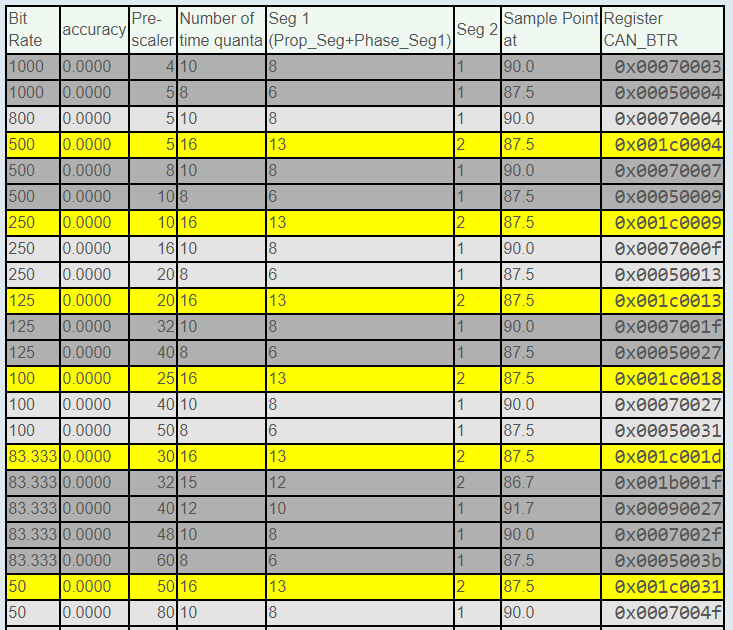 Bit Rate accuracy Pre-scaler Number of time quanta Seg 1 (Prop_Seg+Phase_Seg1) Seg 2 Sample Point at Register CAN_BTR
1000 0.0000 4 10 8 1 90.0 0x00070003
1000 0.0000 5 8 6 1 87.5 0x00050004
800 0.0000 5 10 8 1 90.0 0x00070004
500 0.0000 5 16 13 2 87.5 0x001c0004
500 0.0000 8 10 8 1 90.0 0x00070007
500 0.0000 10 8 6 1 87.5 0x00050009
250 0.0000 10 16 13 2 87.5 0x001c0009
250 0.0000 16 10 8 1 90.0 0x0007000f
250 0.0000 20 8 6 1 87.5 0x00050013
125 0.0000 20 16 13 2 87.5 0x001c0013
125 0.0000 32 10 8 1 90.0 0x0007001f
125 0.0000 40 8 6 1 87.5 0x00050027
100 0.0000 25 16 13 2 87.5 0x001c0018
100 0.0000 40 10 8 1 90.0 0x00070027
100 0.0000 50 8 6 1 87.5 0x00050031
83.333 0.0000 30 16 13 2 87.5 0x001c001d
83.333 0.0000 32 15 12 2 86.7 0x001b001f
83.333 0.0000 40 12 10 1 91.7 0x00090027
83.333 0.0000 48 10 8 1 90.0 0x0007002f
83.333 0.0000 60 8 6 1 87.5 0x0005003b
50 0.0000 50 16 13 2 87.5 0x001c0031
50 0.0000 80 10 8 1 90.0 0x0007004f